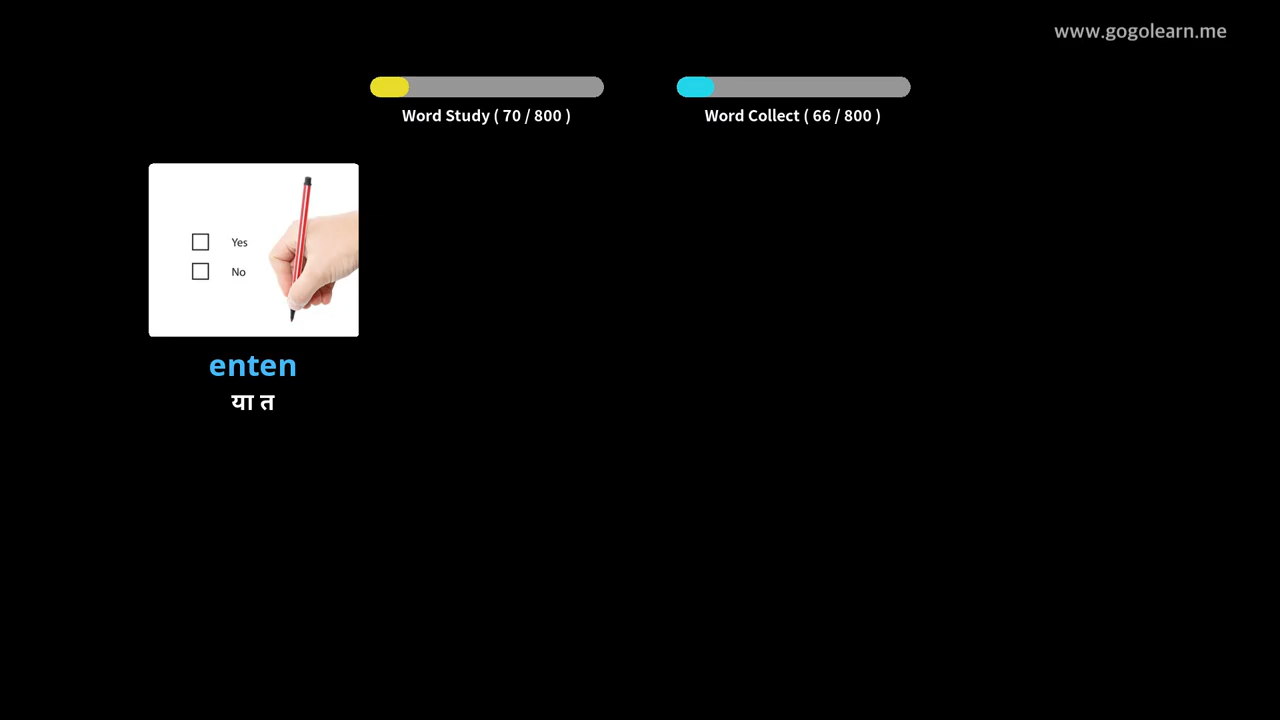 www.gogolearn.me
Word Study ( 70 / 800 )
Word Collect ( 66 / 800 )
Yes
No
enten
या त